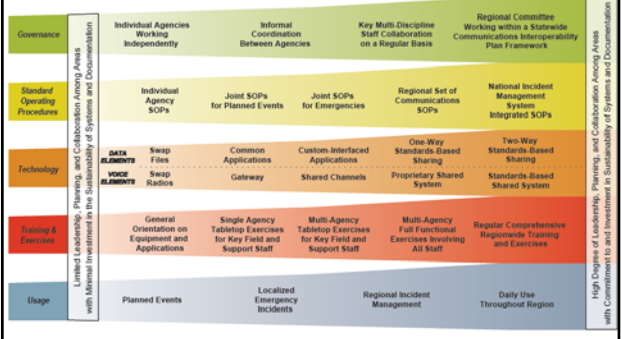 Governance
Individual Agencies
Working
Independently
Informal
Coordination
Between Agencies
Key Multi-Discipline
Staff Collaboration
on a Regular Basis
Regional Committee
Working within a Statewide
Communications Interoperability
Plan Framework
Standard
Operating
Procedures
Individual
Agency
SOPs
Joint SOPs
for Planned Events
Joint SOPs
for Emergencies
Regional Set of
Communications
SOPs
National Incident
Management
System
Integrated SOPs
Technology
DATA
ELEMENTS
Swap
Files
Common
Applications
Custom-Interfaced
Applications
One-Way
Standards-Based
Sharing
Two-Way
Standards-Based
Sharing
VOICE
ELEMENTS
Swap
Radios
Gateway
Shared Channels
Proprietary Shared
System
Standards-Based
Shared System
Training &
Exercises
General
Orientation on
Equipment and
Applications
Single Agency
Tabletop Exercises
for Key Field and
Support Staff
Multi-Agency
Tabletop Exercises
for Key Field and
Support Staff
Multi-Agency
Full Functional
Exercises Involving
All Staff
Regular Comprehensive
Regionwide Training
and Exercises
Usage
Planned Events
Localized
Emergency
Incidents
Regional Incident
Management
Daily Use
Throughout Region
Limited Leadership, Planning, and Collaboration Among Areas
with Minimal Investment in the Sustainability of Systems and Documentation
High Degree of Leadership, Planning, and Collaboration Among Areas
with Commitment to and Investment in Sustainability of Systems and Documentation